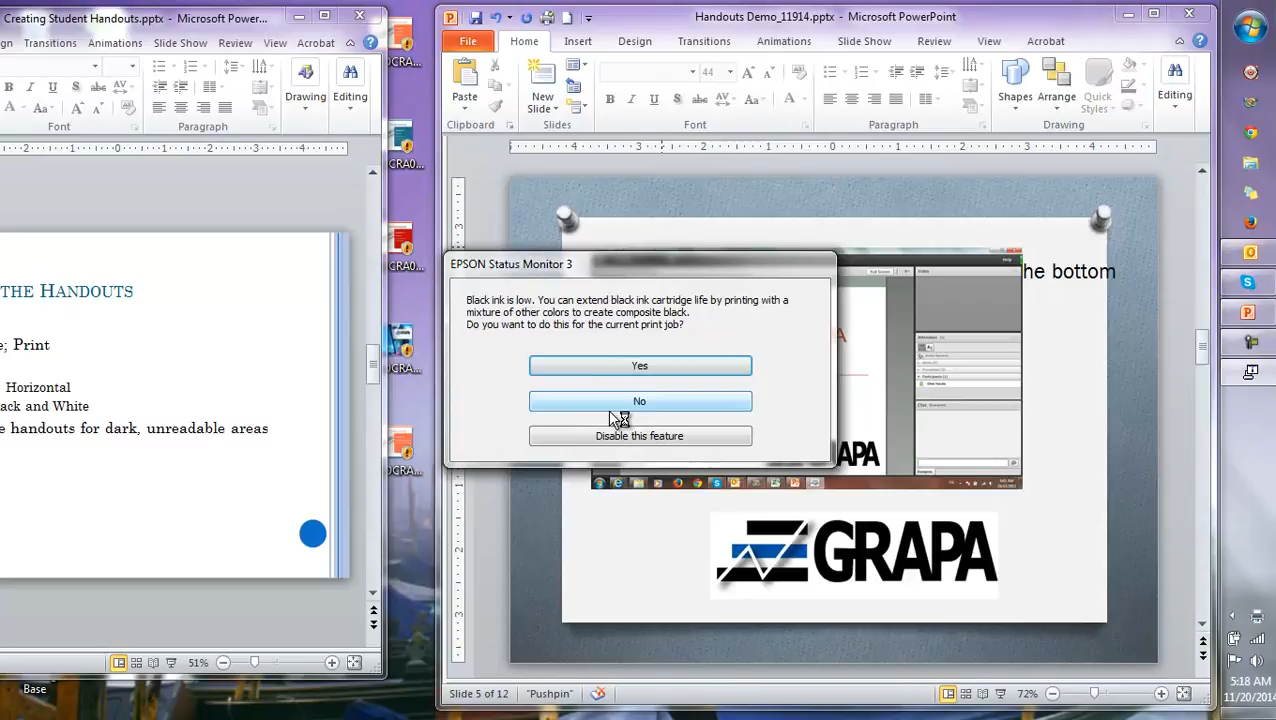 Creating Student Handouts.pptx - Microsoft Power...
Transitions Animations Slide Show Review View Acrobat
Drawing Editing
Font Paragraph
THE HANDOUTS
e; Print
Horizontal
ack and White
e handouts for dark, unreadable areas
51%
Base
Handouts Demo_11914.pptx - Microsoft PowerPoint
File Home Insert Design Transitions Animations Slide Show Review View Acrobat
Paste New Slide 44 Shapes Arrange Quick Styles Editing
Clipboard Slides Font Paragraph Drawing
he bottom
EPSON Status Monitor 3
Black ink is low. You can extend black ink cartridge life by printing with a
mixture of other colors to create composite black.
Do you want to do this for the current print job?
Yes
No
Disable this feature
APA
GRAPA
Slide 5 of 12 "Pushpin" 72%
5:18 AM
11/20/2014